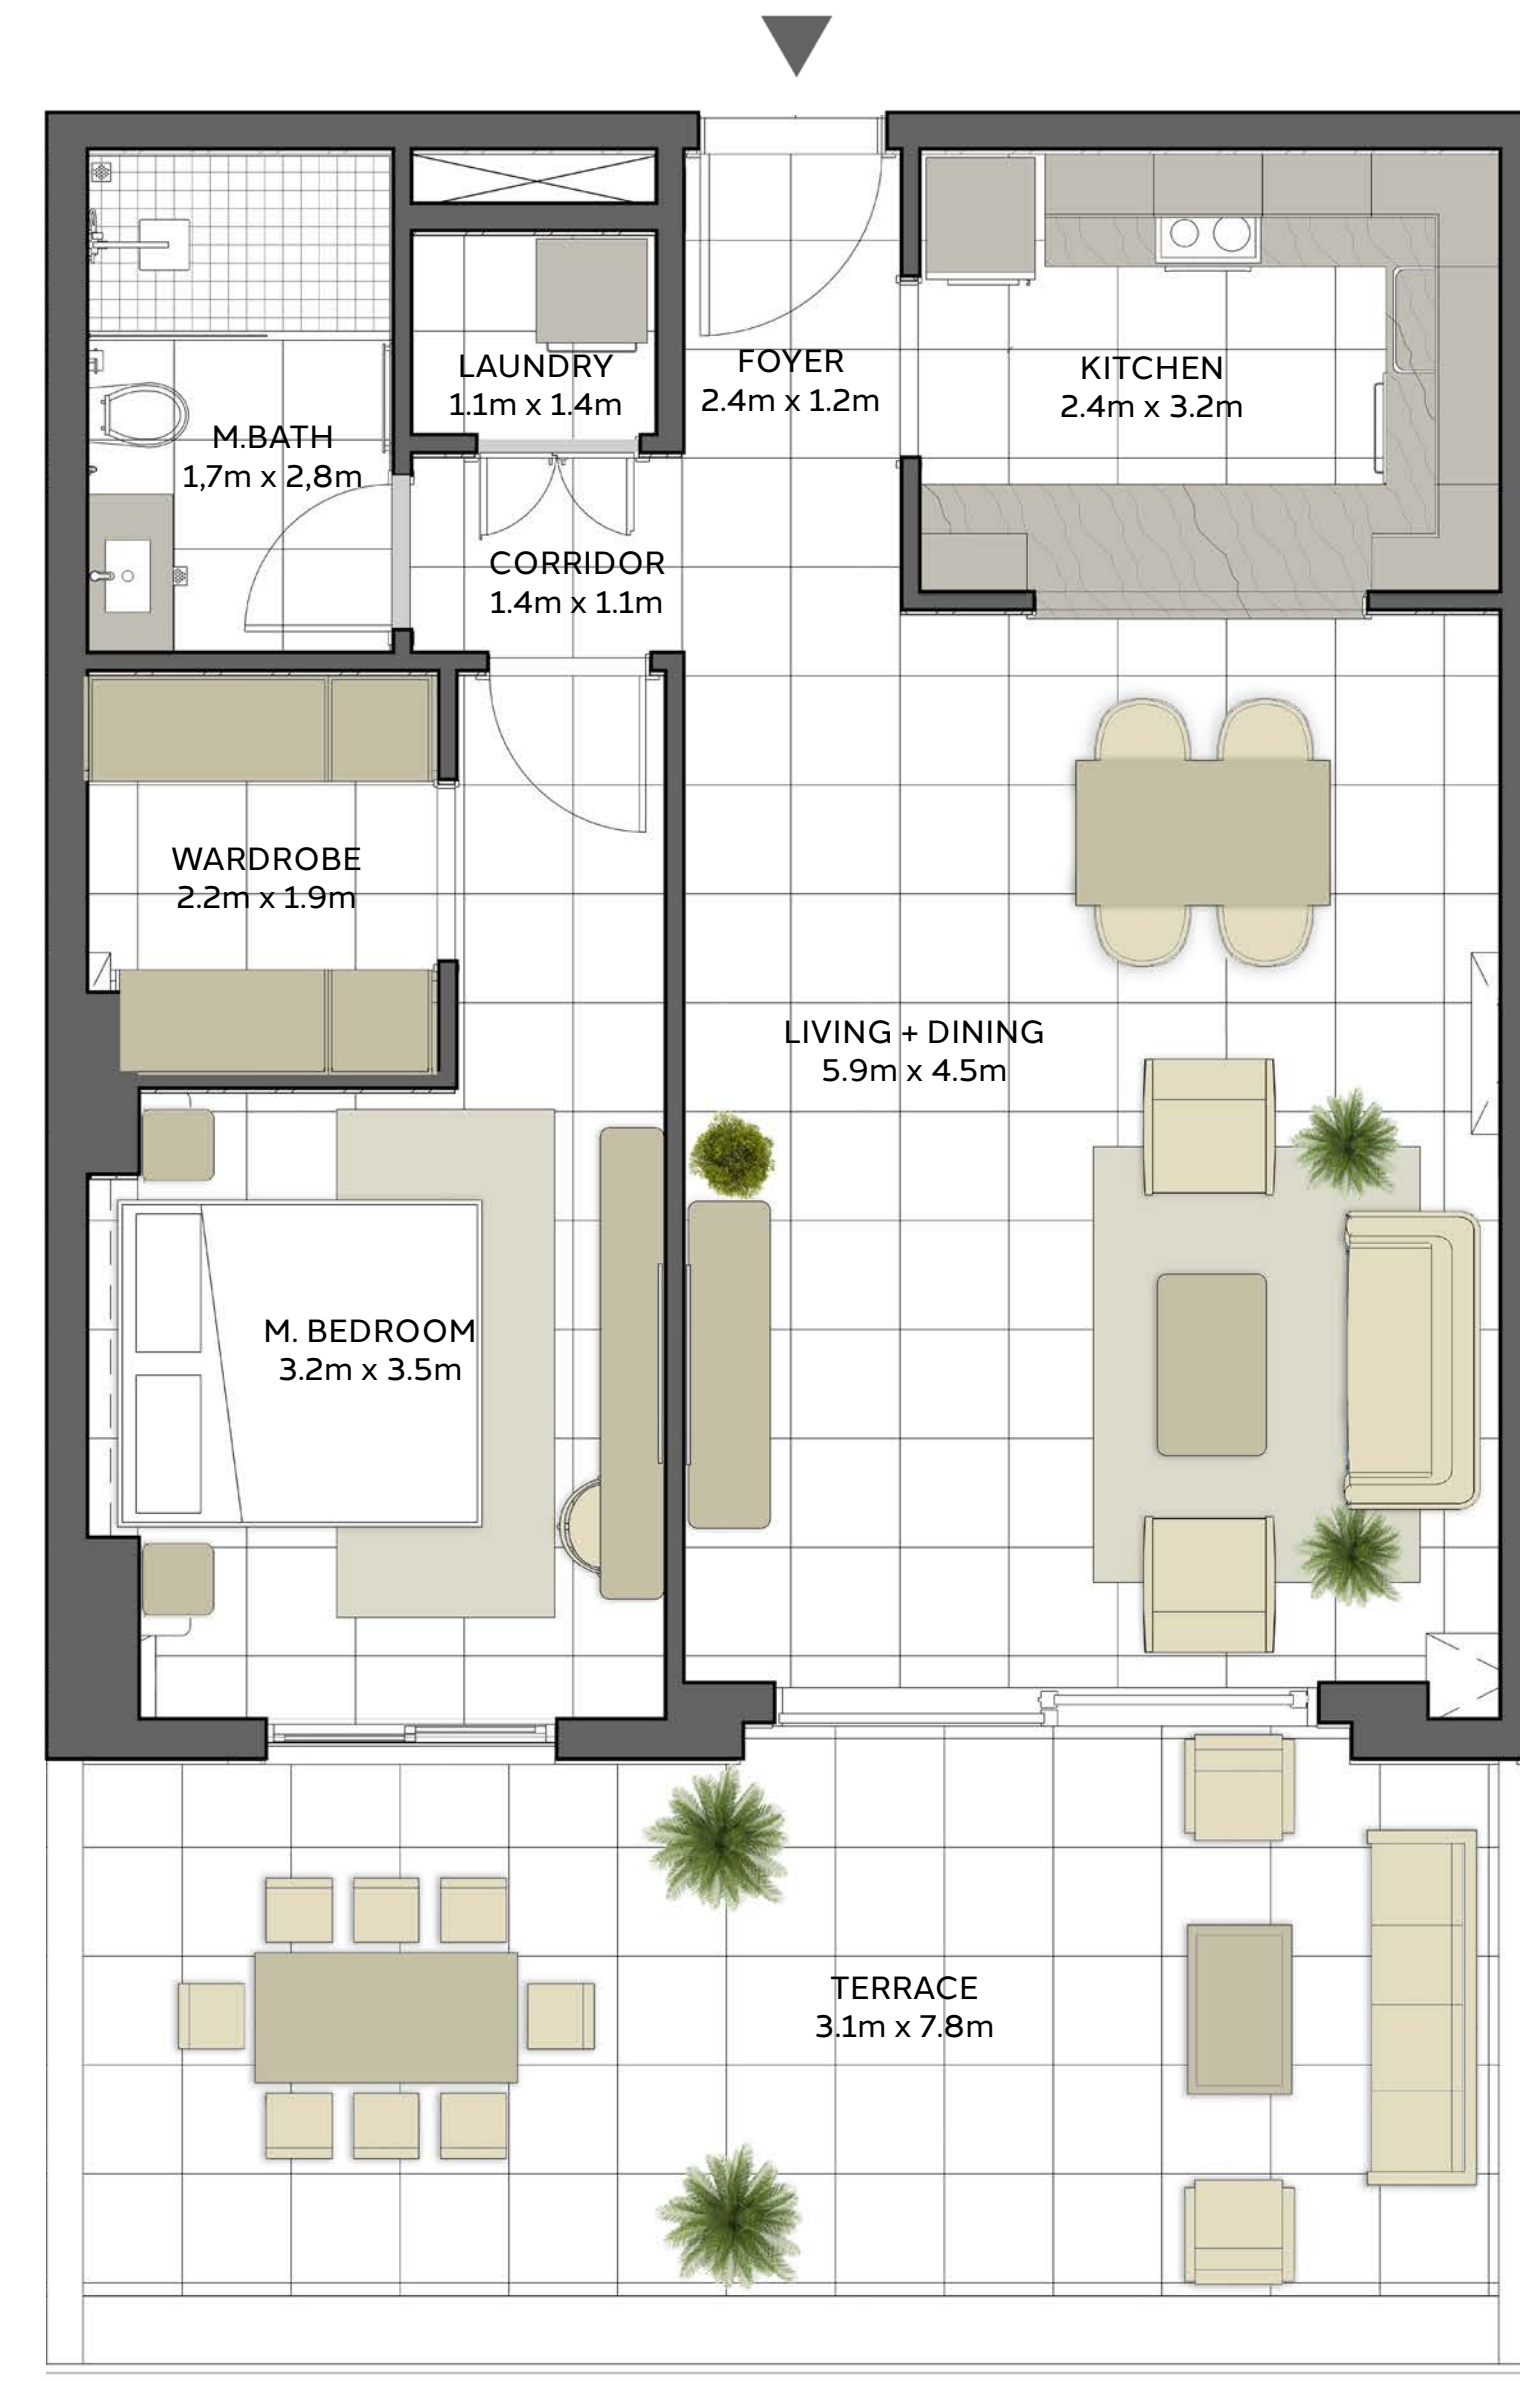 LAUNDRY
1.1m x 1.4m
FOYER
2.4m x 1.2m
KITCHEN
2.4m x 3.2m
M.BATH
1,7m x 2,8m
CORRIDOR
1.4m x 1.1m
WARDROBE
2.2m x 1.9m
LIVING + DINING
5.9m x 4.5m
M. BEDROOM
3.2m x 3.5m
TERRACE
3.1m x 7.8m